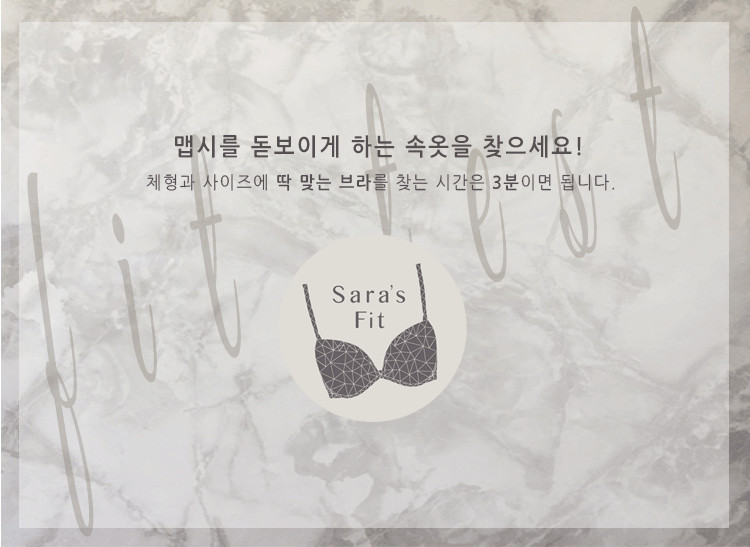 맵시를 돋보이게 하는 속옷을 찾으세요!
체형과 사이즈에 딱 맞는 브라를 찾는 시간은 3분이면 됩니다.
fit test
Sara's
Fit